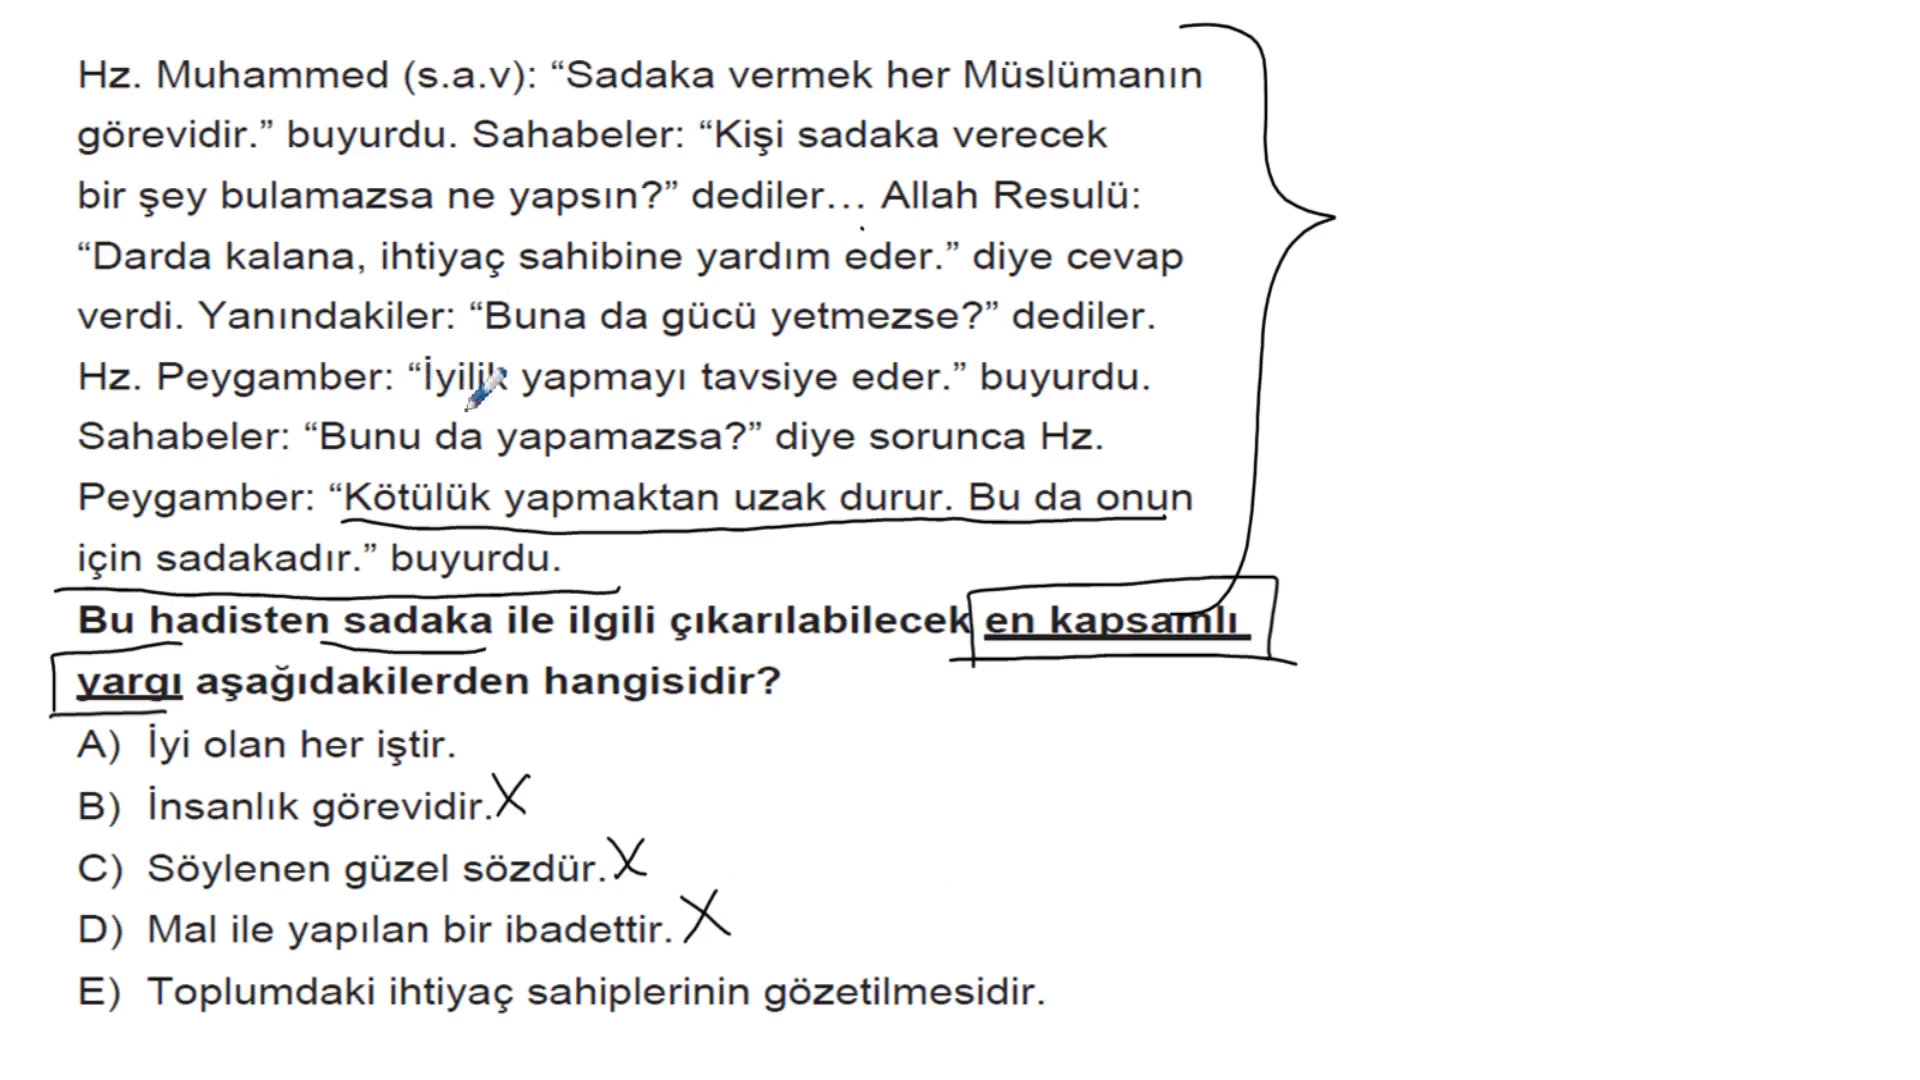 Hz. Muhammed (s.a.v): “Sadaka vermek her Müslümanın
görevidir.” buyurdu. Sahabeler: “Kişi sadaka verecek
bir şey bulamazsa ne yapsın?” dediler… Allah Resulü:
“Darda kalana, ihtiyaç sahibine yardım eder.” diye cevap
verdi. Yanındakiler: “Buna da gücü yetmezse?” dediler.
Hz. Peygamber: “İyilik yapmayı tavsiye eder.” buyurdu.
Sahabeler: “Bunu da yapamazsa?” diye sorunca Hz.
Peygamber: “Kötülük yapmaktan uzak durur. Bu da onun
için sadakadır.” buyurdu.
Bu hadisten sadaka ile ilgili çıkarılabilecek en kapsamlı
yargı aşağıdakilerden hangisidir?
A) İyi olan her iştir.
B) İnsanlık görevidir. X
C) Söylenen güzel sözdür. X
D) Mal ile yapılan bir ibadettir. X
E) Toplumdaki ihtiyaç sahiplerinin gözetilmesidir.